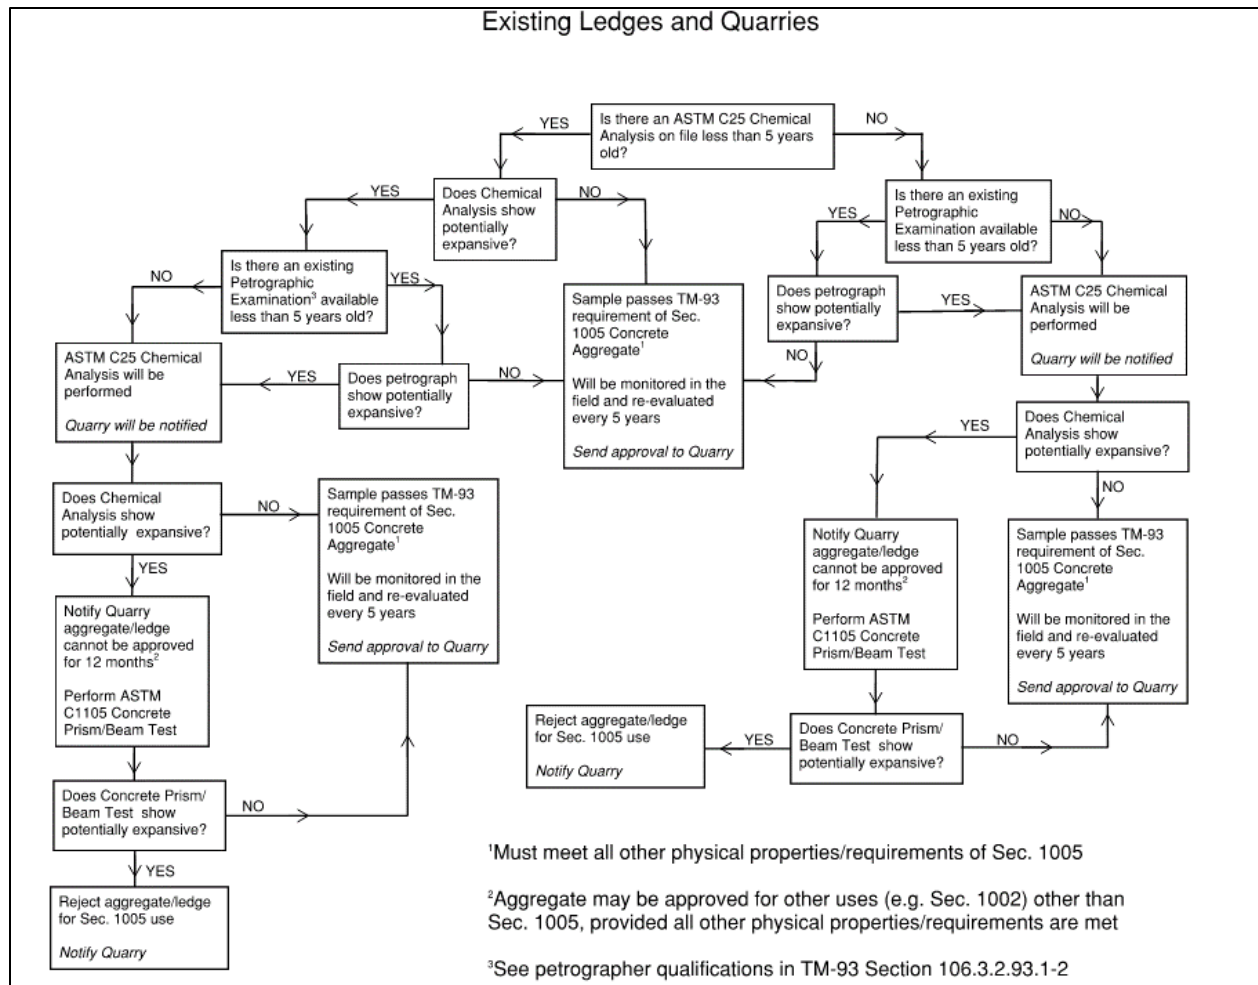 Existing Ledges and Quarries
Is there an ASTM C25 Chemical
Analysis on file less than 5 years
old?
YES
NO
Does Chemical
Analysis show
potentially
expansive?
YES
NO
Is there an existing
Petrographic
Examination available
less than 5 years old?
YES
NO
Is there an existing
Petrographic
Examination³ available
less than 5 years old?
NO
YES
Sample passes TM-93
requirement of Sec.
1005 Concrete
Aggregate¹
Will be monitored in the
field and re-evaluated
every 5 years
Send approval to Quarry
Does petrograph
show potentially
expansive?
YES
NO
ASTM C25 Chemical
Analysis will be
performed
Quarry will be notified
ASTM C25 Chemical
Analysis will be
performed
Quarry will be notified
Does petrograph
show potentially
expansive?
YES
NO
Does Chemical
Analysis show
potentially expansive?
YES
NO
Does Chemical
Analysis show
potentially expansive?
NO
YES
Sample passes TM-93
requirement of Sec.
1005 Concrete
Aggregate¹
Will be monitored in the
field and re-evaluated
every 5 years
Send approval to Quarry
Notify Quarry
aggregate/ledge
cannot be approved
for 12 months²
Perform ASTM
C1105 Concrete
Prism/Beam Test
Sample passes TM-93
requirement of Sec.
1005 Concrete
Aggregate¹
Will be monitored in the
field and re-evaluated
every 5 years
Send approval to Quarry
Notify Quarry
aggregate/ledge
cannot be approved
for 12 months²
Perform ASTM
C1105 Concrete
Prism/Beam Test
Reject aggregate/ledge
for Sec. 1005 use
Notify Quarry
YES
Does Concrete Prism/
Beam Test show
potentially expansive?
NO
Does Concrete Prism/
Beam Test show
potentially expansive?
NO
YES
Reject aggregate/ledge
for Sec. 1005 use
Notify Quarry
¹Must meet all other physical properties/requirements of Sec. 1005
²Aggregate may be approved for other uses (e.g. Sec. 1002) other than
Sec. 1005, provided all other physical properties/requirements are met
³See petrographer qualifications in TM-93 Section 106.3.2.93.1-2